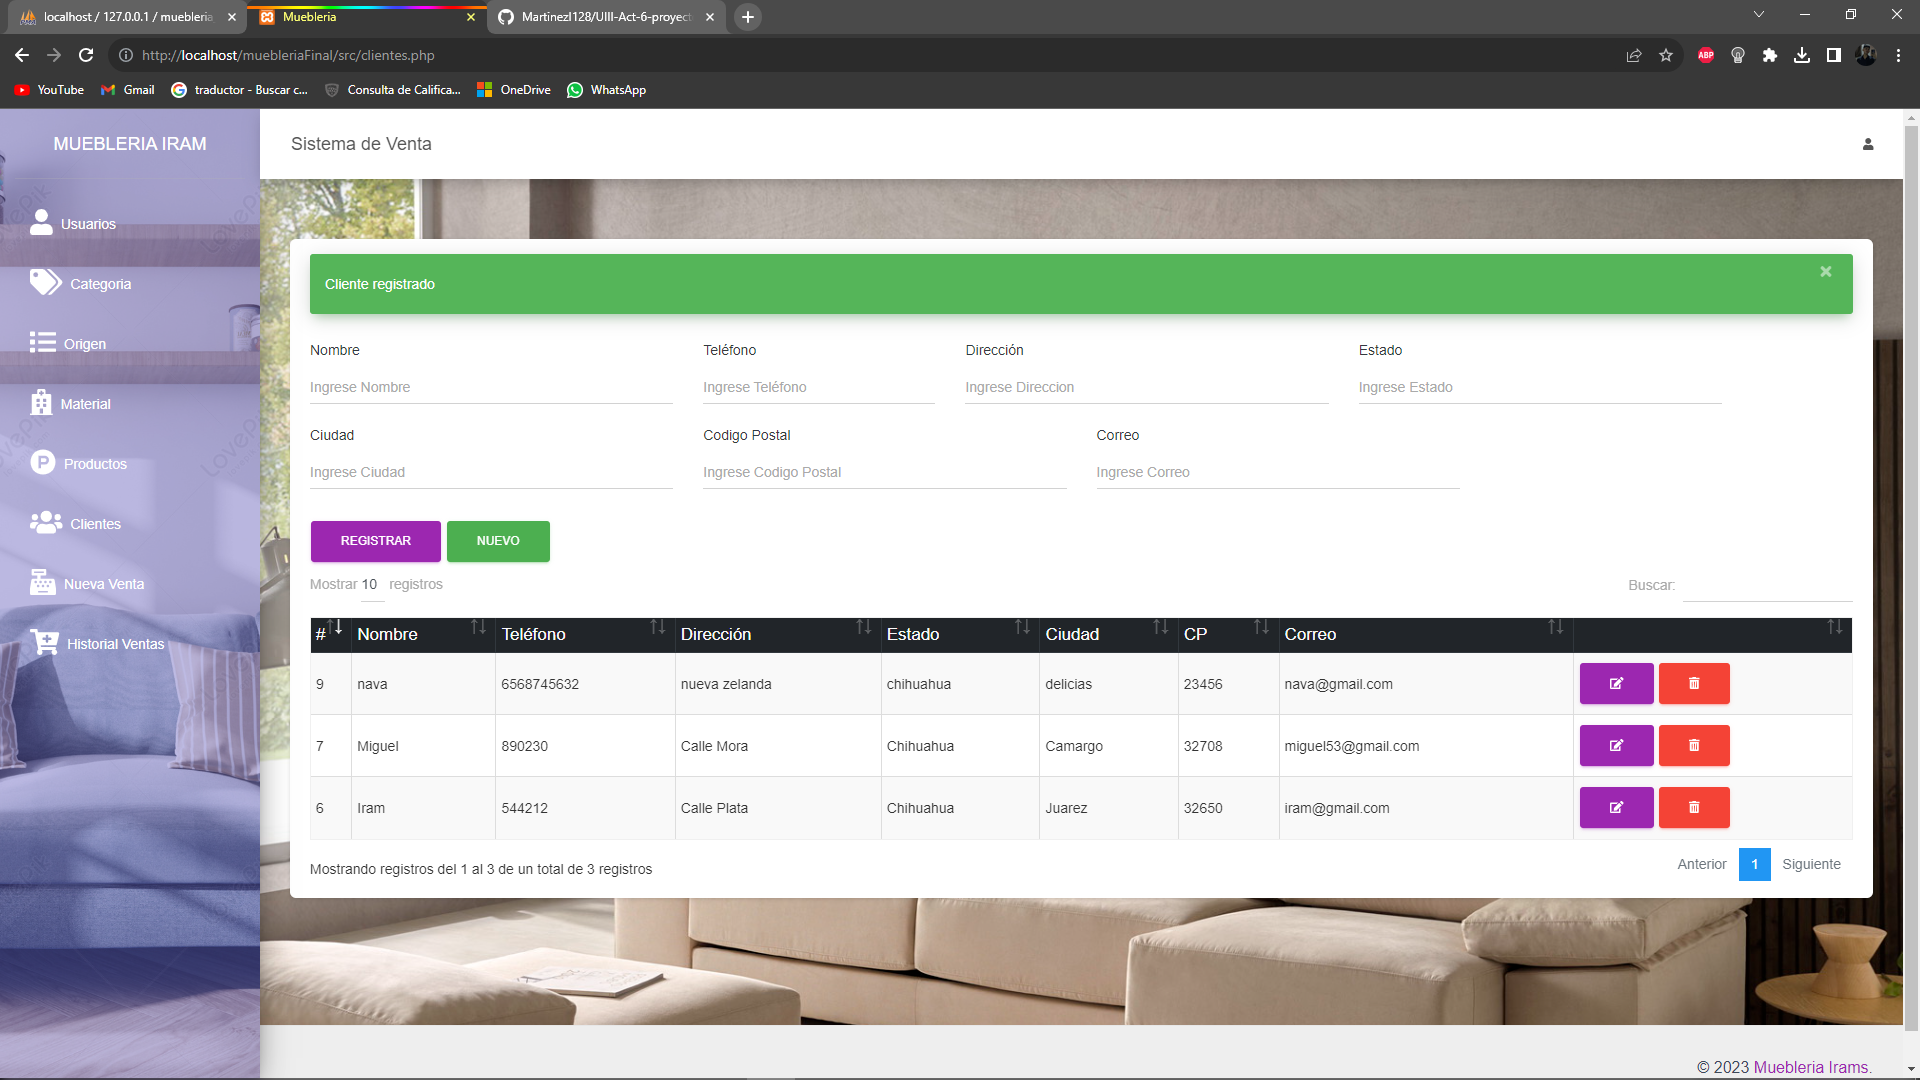 localhost / 127.0.0.1 / muebleria
Muebleria
MartinezI128/UIII-Act-6-proyect
http://localhost/muebleriaFinal/src/clientes.php
ABP
YouTube
Gmail
traductor - Buscar c...
Consulta de Califica...
OneDrive
WhatsApp
MUEBLERIA IRAM
Sistema de Venta
Usuarios
Categoria
Origen
Material
Productos
Clientes
Nueva Venta
Historial Ventas
Cliente registrado
×
Nombre
Teléfono
Dirección
Estado
Ingrese Nombre
Ingrese Teléfono
Ingrese Direccion
Ingrese Estado
Ciudad
Codigo Postal
Correo
Ingrese Ciudad
Ingrese Codigo Postal
Ingrese Correo
REGISTRAR
NUEVO
Mostrar 10 registros
Buscar:
# Nombre Teléfono Dirección Estado Ciudad CP Correo
9 nava 6568745632 nueva zelanda chihuahua delicias 23456 nava@gmail.com
7 Miguel 890230 Calle Mora Chihuahua Camargo 32708 miguel53@gmail.com
6 Iram 544212 Calle Plata Chihuahua Juarez 32650 iram@gmail.com
Mostrando registros del 1 al 3 de un total de 3 registros
Anterior 1 Siguiente
© 2023 Muebleria Irams.